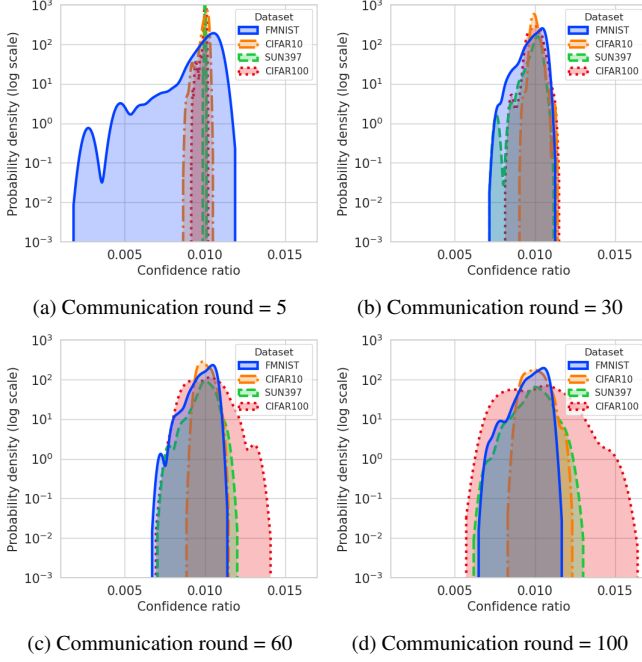 10³
10²
10¹
10⁰
10⁻¹
10⁻²
10⁻³
Probability density (log scale)
0.005
0.010
0.015
Confidence ratio
Dataset
FMNIST
CIFAR10
SUN397
CIFAR100
(a) Communication round = 5
10³
10²
10¹
10⁰
10⁻¹
10⁻²
10⁻³
Probability density (log scale)
0.005
0.010
0.015
Confidence ratio
Dataset
FMNIST
CIFAR10
SUN397
CIFAR100
(b) Communication round = 30
10³
10²
10¹
10⁰
10⁻¹
10⁻²
10⁻³
Probability density (log scale)
0.005
0.010
0.015
Confidence ratio
Dataset
FMNIST
CIFAR10
SUN397
CIFAR100
(c) Communication round = 60
10³
10²
10¹
10⁰
10⁻¹
10⁻²
10⁻³
Probability density (log scale)
0.005
0.010
0.015
Confidence ratio
Dataset
FMNIST
CIFAR10
SUN397
CIFAR100
(d) Communication round = 100